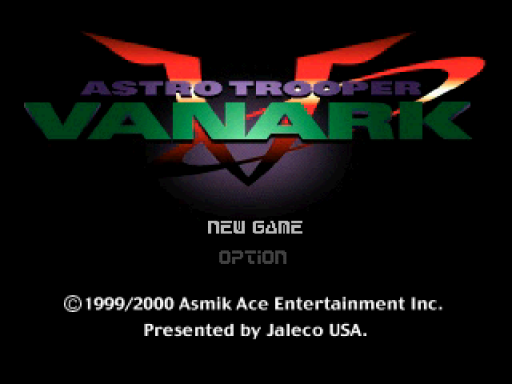 ASTRO TROOPER
VANARK
NEW GAME
OPTION
©1999/2000 Asmik Ace Entertainment Inc.
Presented by Jaleco USA.